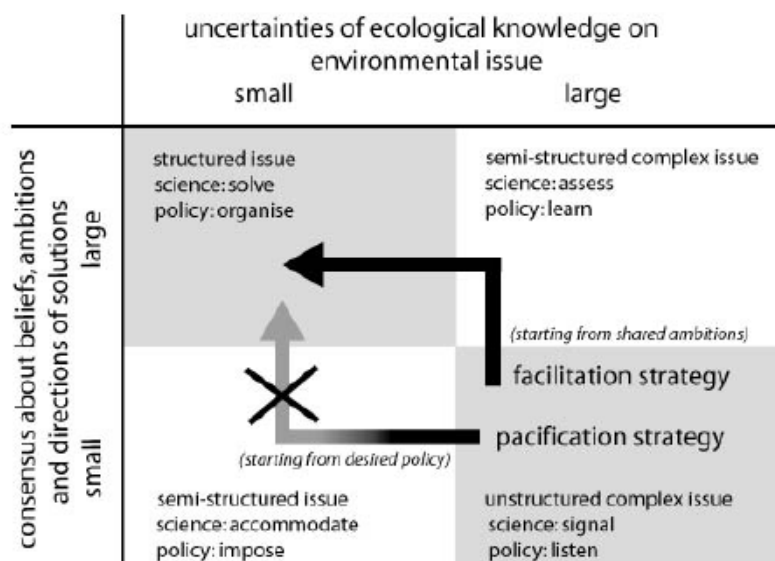 uncertainties of ecological knowledge on
environmental issue
small
large
consensus about beliefs, ambitions
and directions of solutions
large
small
structured issue
science: solve
policy: organise
semi-structured complex issue
science: assess
policy: learn
(starting from shared ambitions)
facilitation strategy
pacification strategy
(starting from desired policy)
semi-structured issue
science: accommodate
policy: impose
unstructured complex issue
science: signal
policy: listen